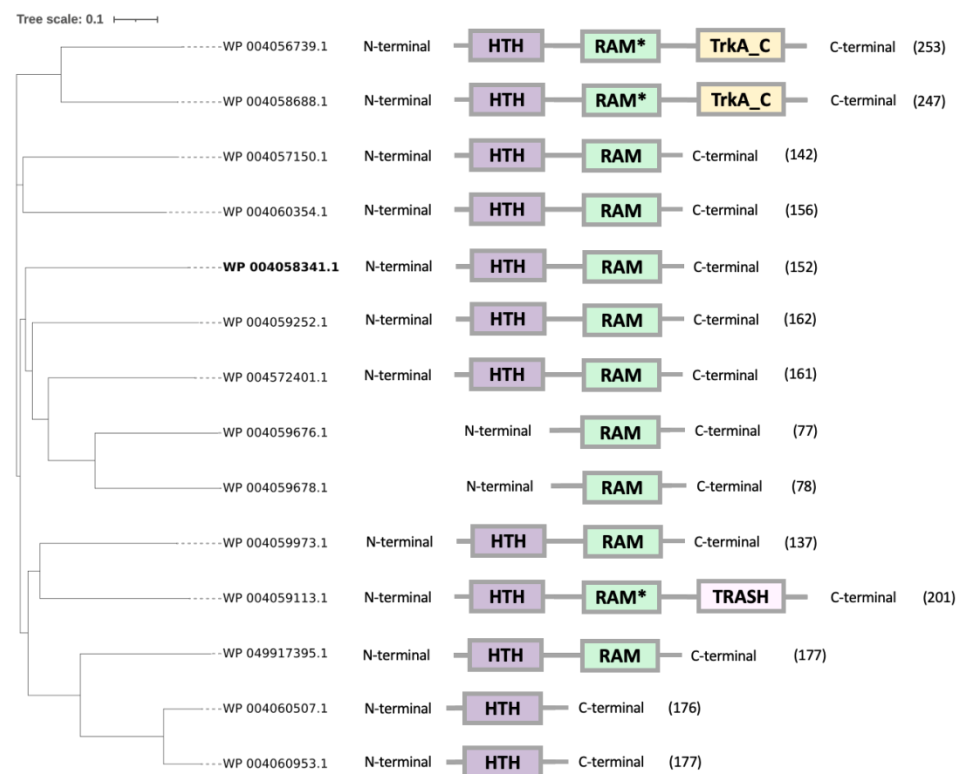 Tree scale: 0.1
WP 004056739.1 N-terminal HTH RAM* TrkA_C C-terminal (253)
WP 004058688.1 N-terminal HTH RAM* TrkA_C C-terminal (247)
WP 004057150.1 N-terminal HTH RAM C-terminal (142)
WP 004060354.1 N-terminal HTH RAM C-terminal (156)
WP 004058341.1 N-terminal HTH RAM C-terminal (152)
WP 004059252.1 N-terminal HTH RAM C-terminal (162)
WP 004572401.1 N-terminal HTH RAM C-terminal (161)
WP 004059676.1 N-terminal RAM C-terminal (77)
WP 004059678.1 N-terminal RAM C-terminal (78)
WP 004059973.1 N-terminal HTH RAM C-terminal (137)
WP 004059113.1 N-terminal HTH RAM* TRASH C-terminal (201)
WP 049917395.1 N-terminal HTH RAM C-terminal (177)
WP 004060507.1 N-terminal HTH C-terminal (176)
WP 004060953.1 N-terminal HTH C-terminal (177)